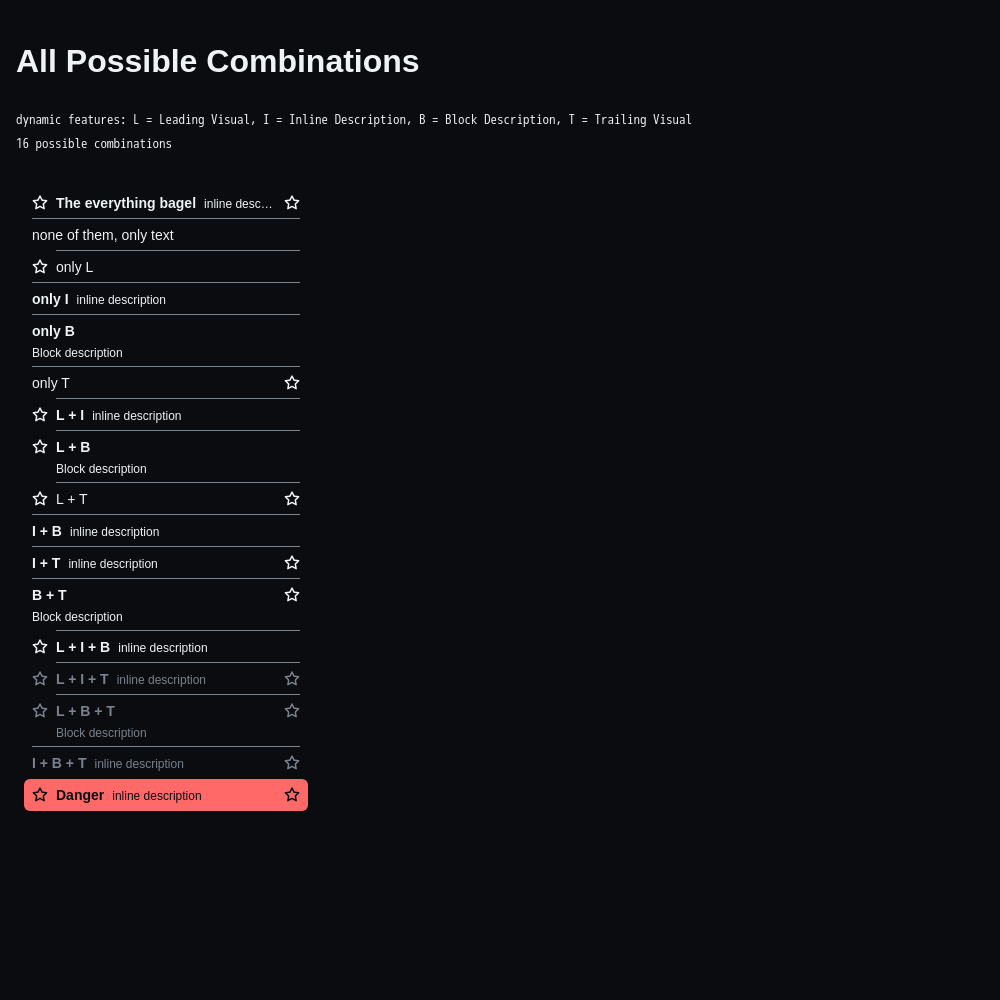 All Possible Combinations
dynamic features: L = Leading Visual, I = Inline Description, B = Block Description, T = Trailing Visual
16 possible combinations
The everything bagel inline desc…
none of them, only text
only L
only I inline description
only B
Block description
only T
L + I inline description
L + B
Block description
L + T
I + B inline description
I + T inline description
B + T
Block description
L + I + B inline description
L + I + T inline description
L + B + T
Block description
I + B + T inline description
Danger inline description